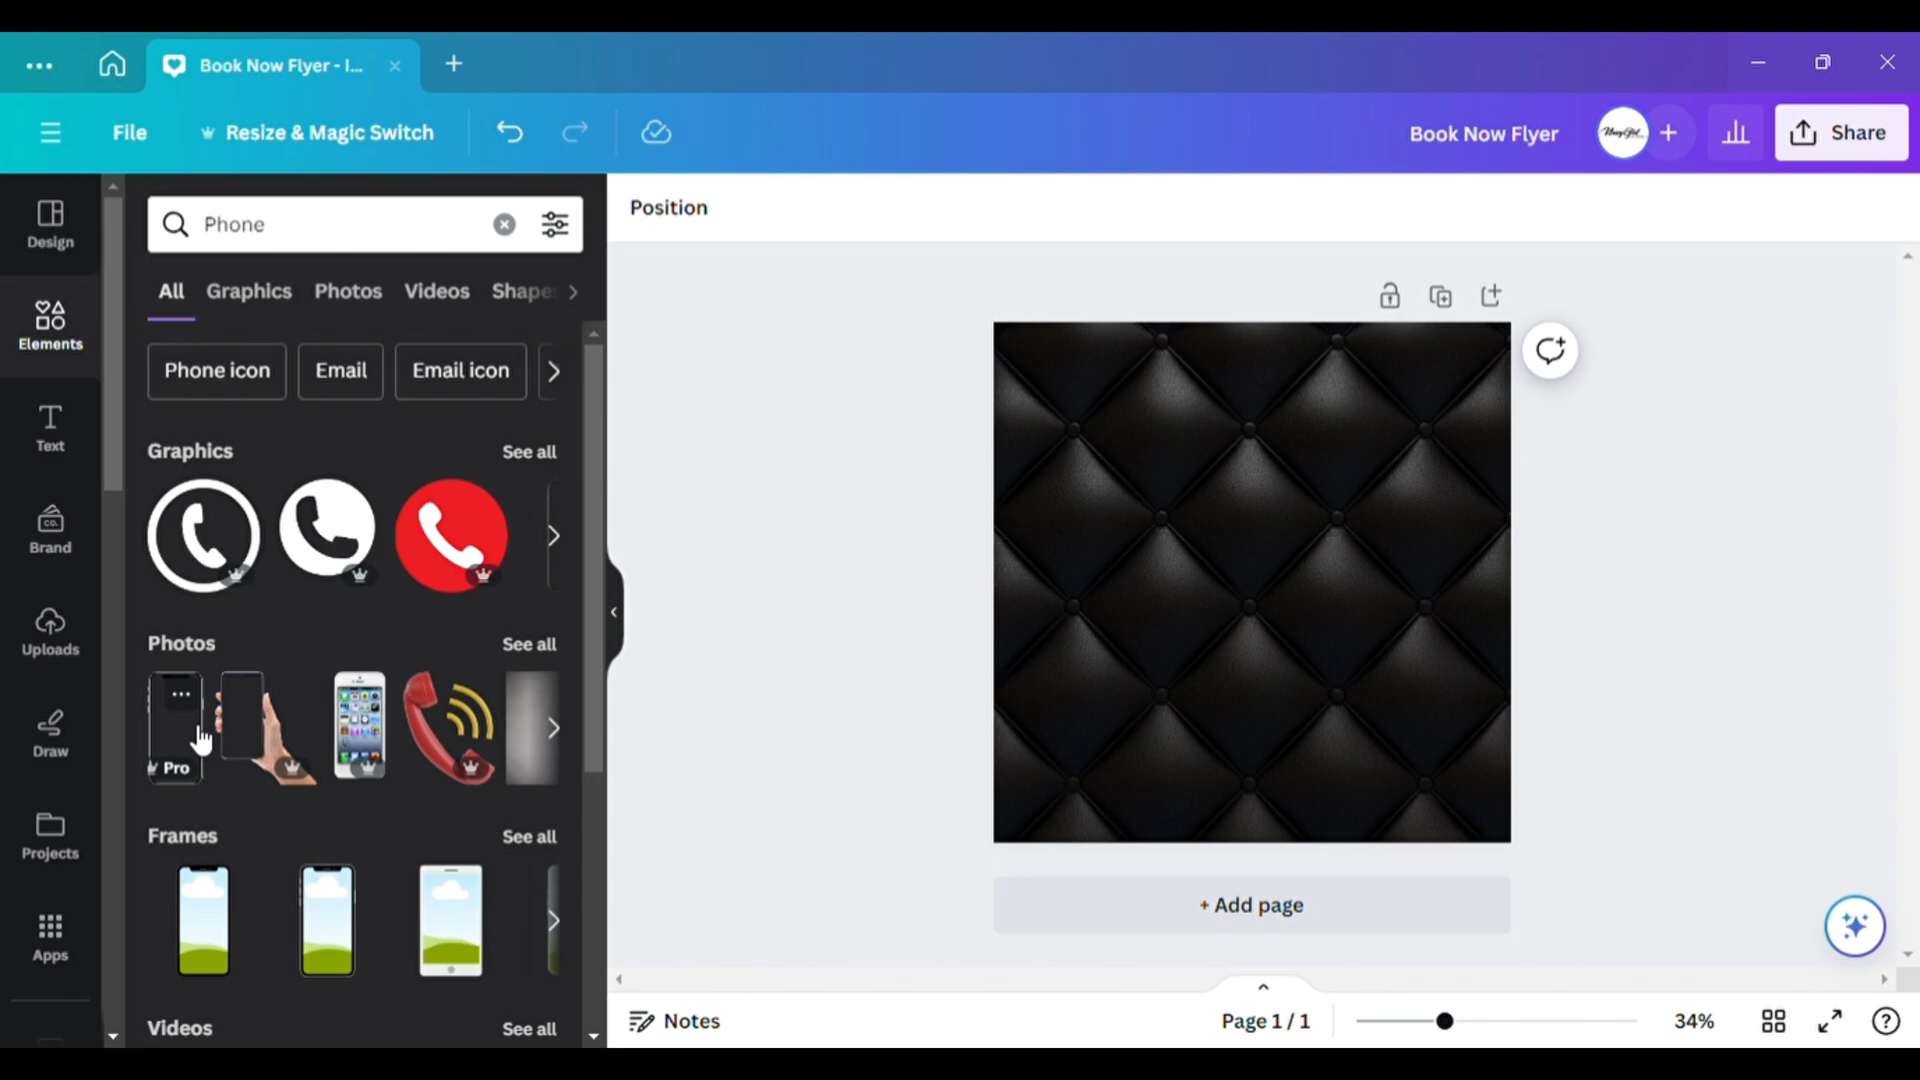 Book Now Flyer - I...
File
Resize & Magic Switch
Book Now Flyer
Share
Design
Elements
Text
Brand
Uploads
Draw
Projects
Apps
Phone
All Graphics Photos Videos Shape
Phone icon Email Email icon
Graphics See all
Photos See all
Pro
Frames See all
Videos See all
Position
+ Add page
Notes
Page 1 / 1
34%